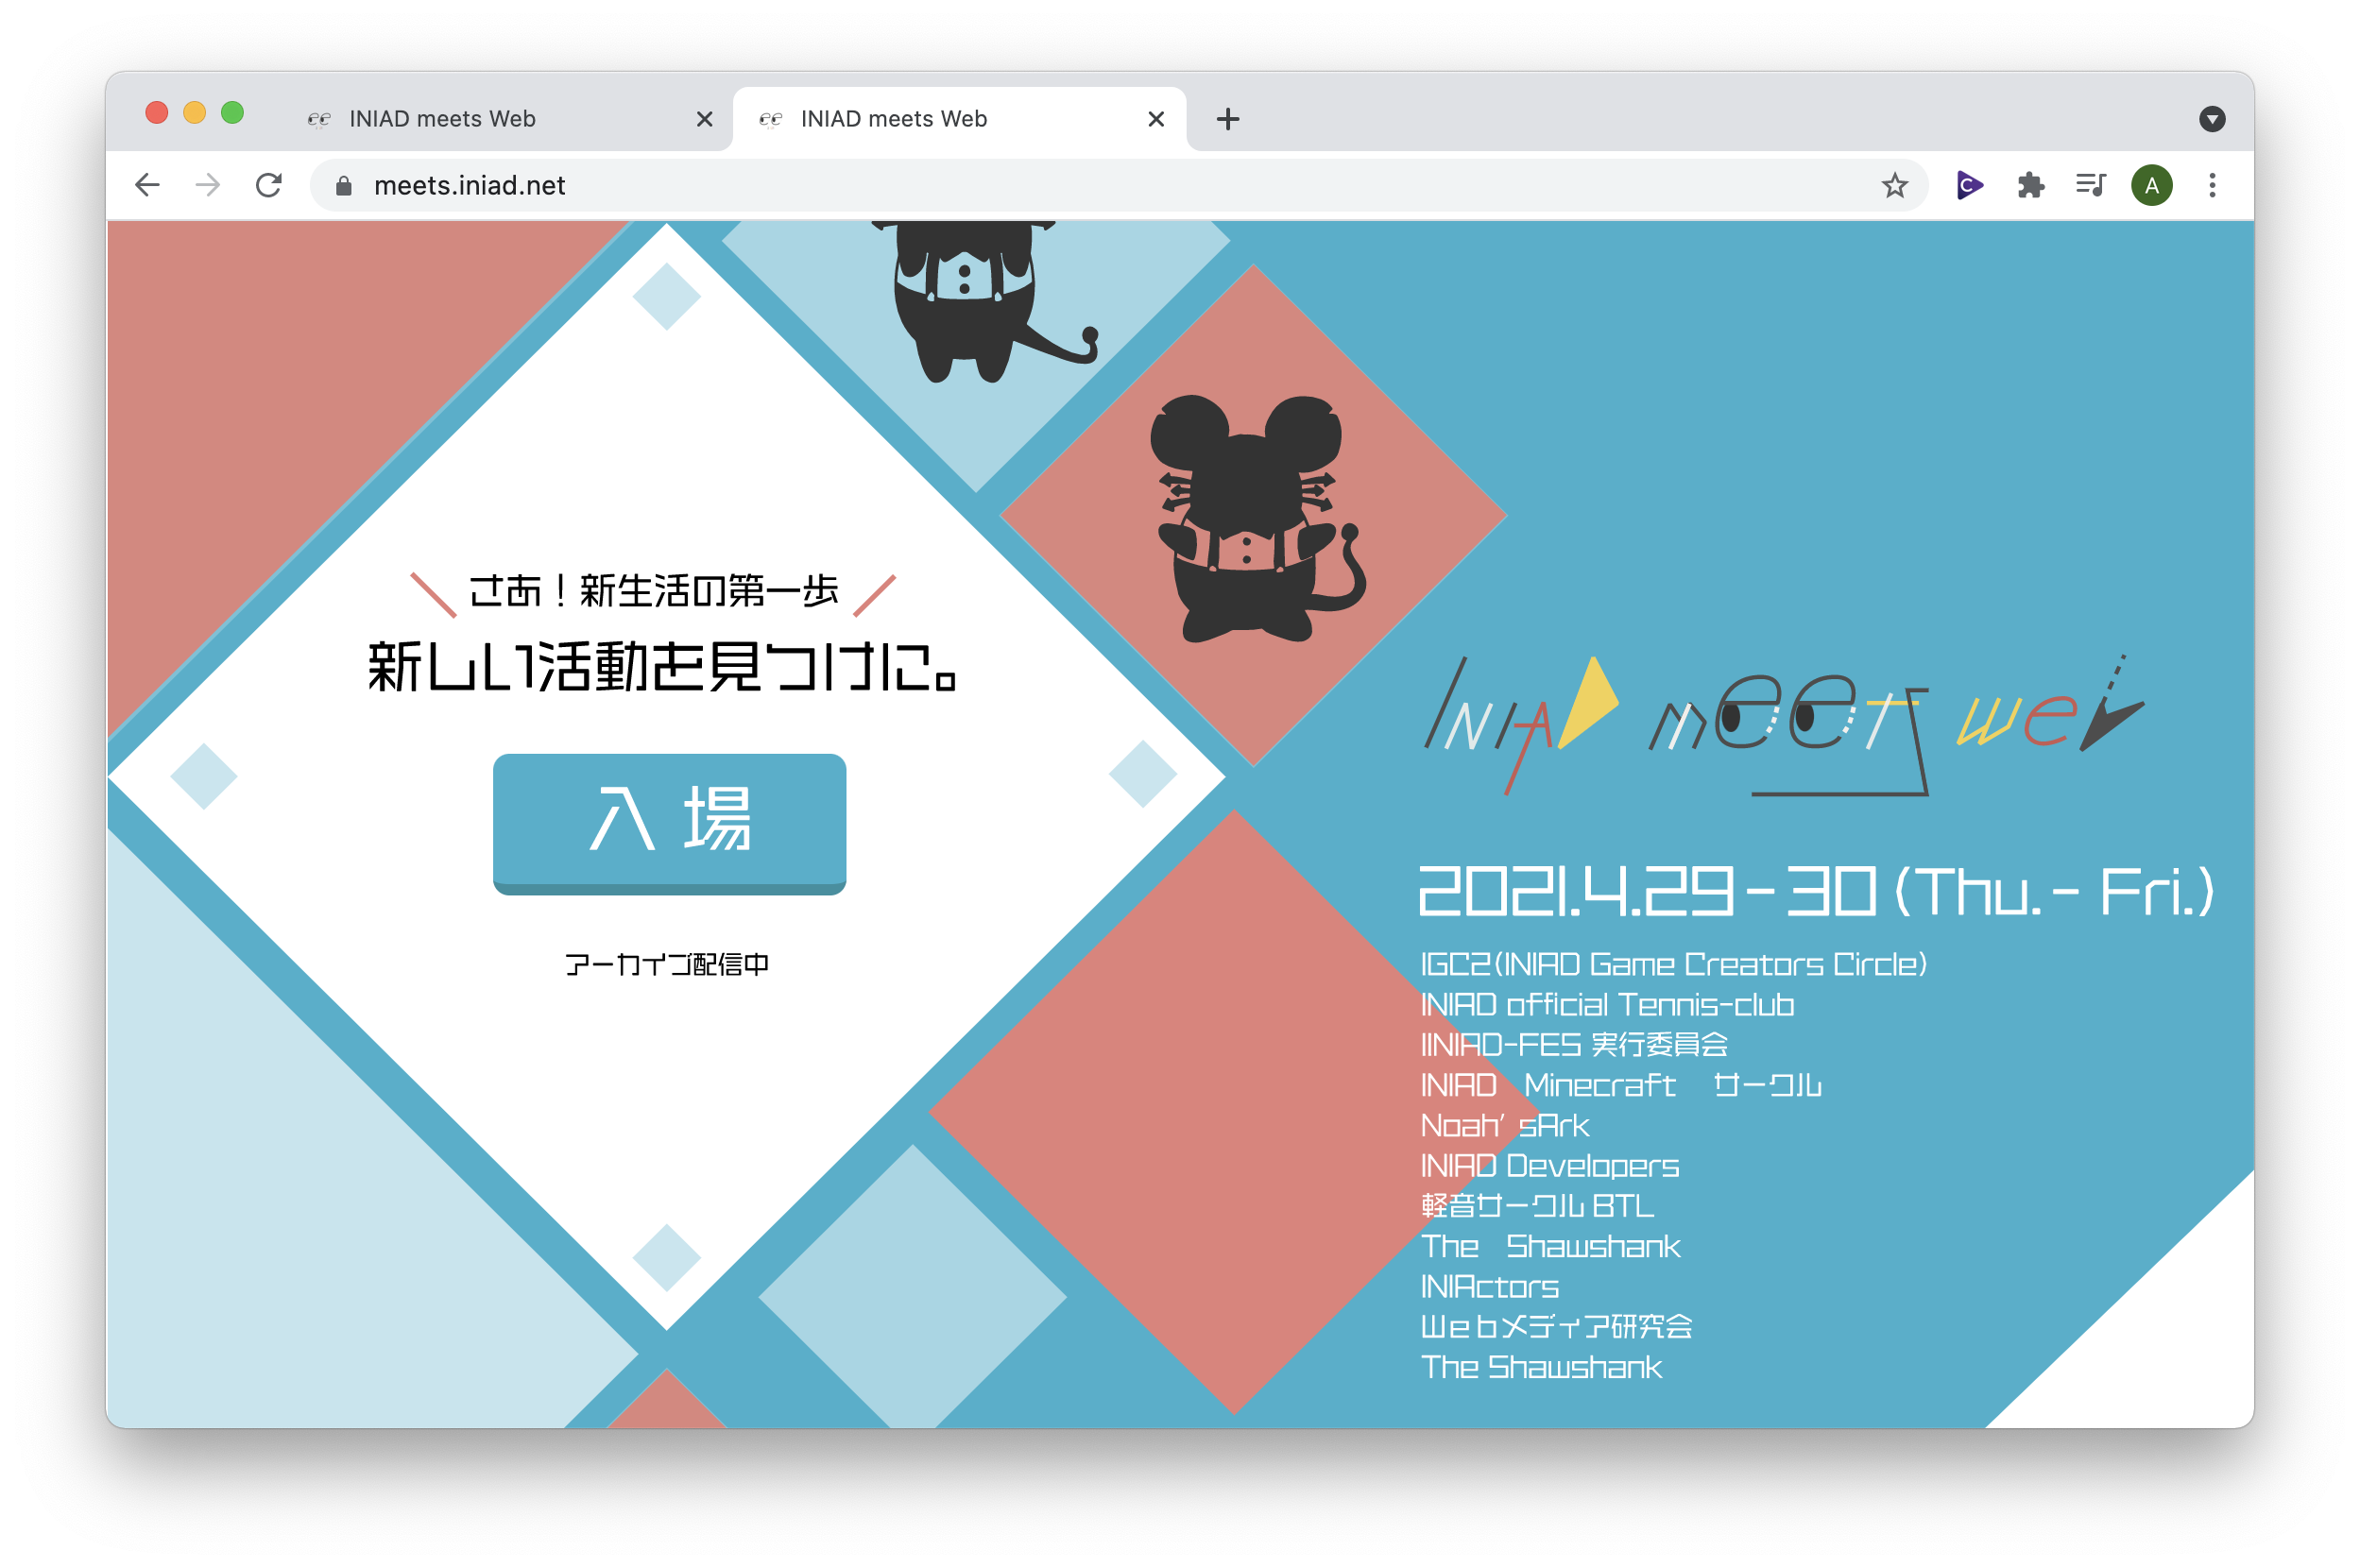 INIAD meets Web
INIAD meets Web
meets.iniad.net
C
A
さあ！新生活の第一歩
新しい活動を見つけに。
入場
アーカイブ配信中
INIAD meets web
2021.4.29-30(Thu.- Fri.)
IGC2(INIAD Game Creators Circle)
INIAD official Tennis-club
IINIAD-FES 実行委員会
INIAD　Minecraft　サークル
Noah' sArk
INIAD Developers
軽音サークル BTL
The　Shawshank
INIActors
Ｗｅｂメディア研究会
The Shawshank